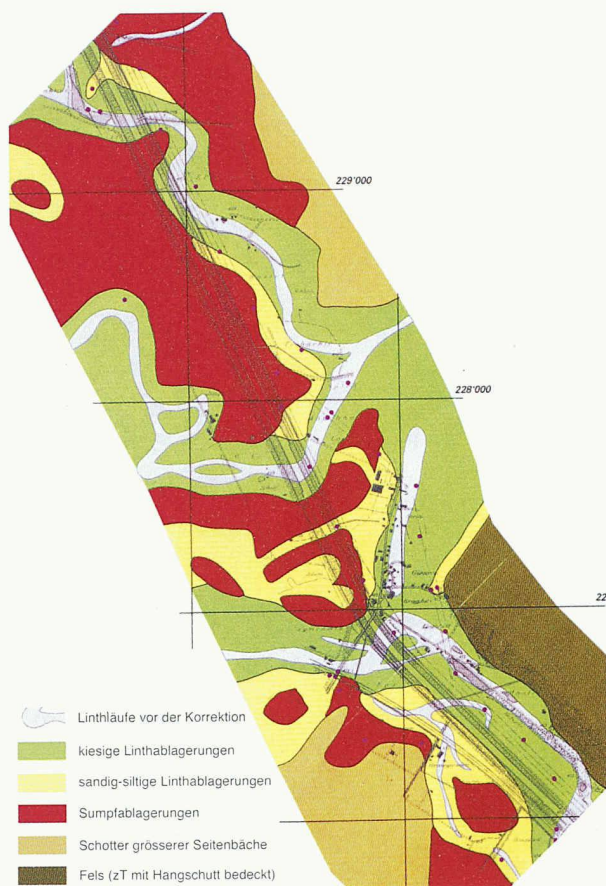 229'000
228'000
22
Linthläufe vor der Korrektion
kiesige Linthablagerungen
sandig-siltige Linthablagerungen
Sumpfablagerungen
Schotter grösserer Seitenbäche
Fels (zT mit Hangschutt bedeckt)